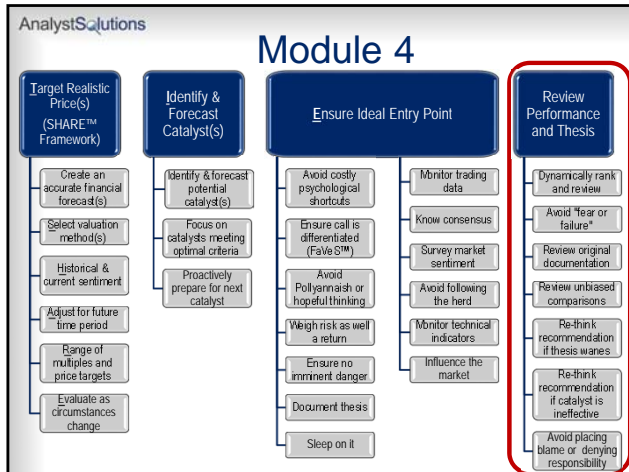 AnalystSolutions
Module 4
Target Realistic
Price(s)
(SHARE™
Framework)
Create an
accurate financial
forecast(s)
Select valuation
method(s)
Historical &
current sentiment
Adjust for future
time period
Range of
multiples and
price targets
Evaluate as
circumstances
change
Identify &
Forecast
Catalyst(s)
Identify & forecast
potential
catalyst(s)
Focus on
catalysts meeting
optimal criteria
Proactively
prepare for next
catalyst
Ensure Ideal Entry Point
Avoid costly
psychological
shortcuts
Ensure call is
differentiated
(FaVeS™)
Avoid
Pollyannaish or
hopeful thinking
Weigh risk as well
a return
Ensure no
imminent danger
Document thesis
Sleep on it
Monitor trading
data
Know consensus
Survey market
sentiment
Avoid following
the herd
Monitor technical
indicators
Influence the
market
Review
Performance
and Thesis
Dynamically rank
and review
Avoid "fear or
failure"
Review original
documentation
Review unbiased
comparisons
Re-think
recommendation
if thesis wanes
Re-think
recommendation
if catalyst is
ineffective
Avoid placing
blame or denying
responsibility